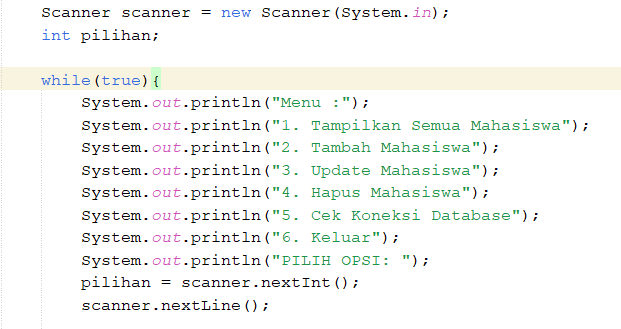 Scanner scanner = new Scanner(System.in);
int pilihan;
while(true){
System.out.println("Menu :");
System.out.println("1. Tampilkan Semua Mahasiswa");
System.out.println("2. Tambah Mahasiswa");
System.out.println("3. Update Mahasiswa");
System.out.println("4. Hapus Mahasiswa");
System.out.println("5. Cek Koneksi Database");
System.out.println("6. Keluar");
System.out.println("PILIH OPSI: ");
pilihan = scanner.nextInt();
scanner.nextLine();